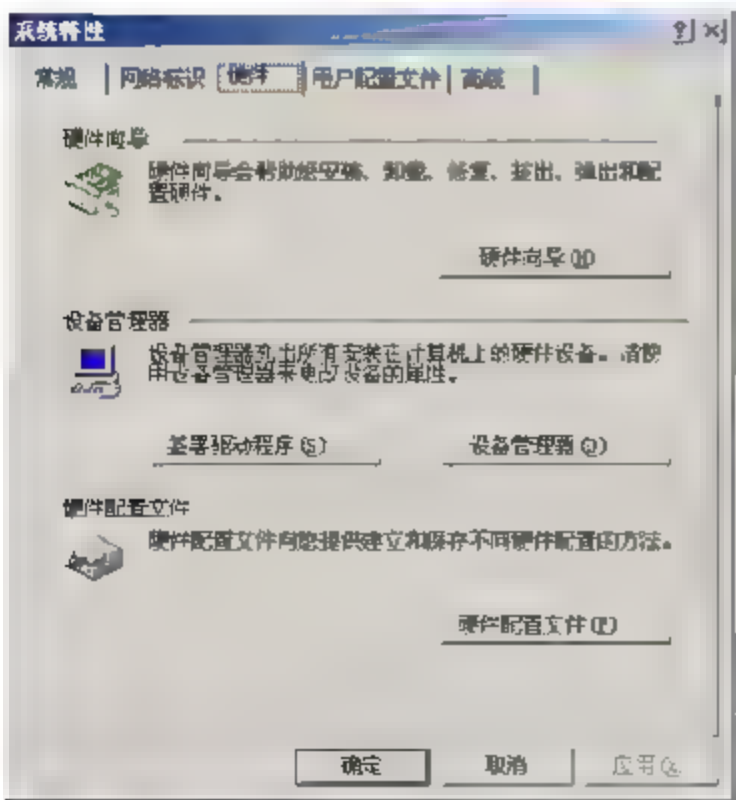 系统特性
常规 网络标识 硬件 用户配置文件 高级
硬件向导
硬件向导会帮助您安装、卸载、修复、拔出、弹出和配
置硬件。
硬件向导(H)
设备管理器
设备管理器列出所有安装在计算机上的硬件设备。请使
用设备管理器来更改设备的属性。
签署驱动程序(S)
设备管理器(D)
硬件配置文件
硬件配置文件向您提供建立和保存不同硬件配置的方法。
硬件配置文件(P)
确定 取消 应用(A)